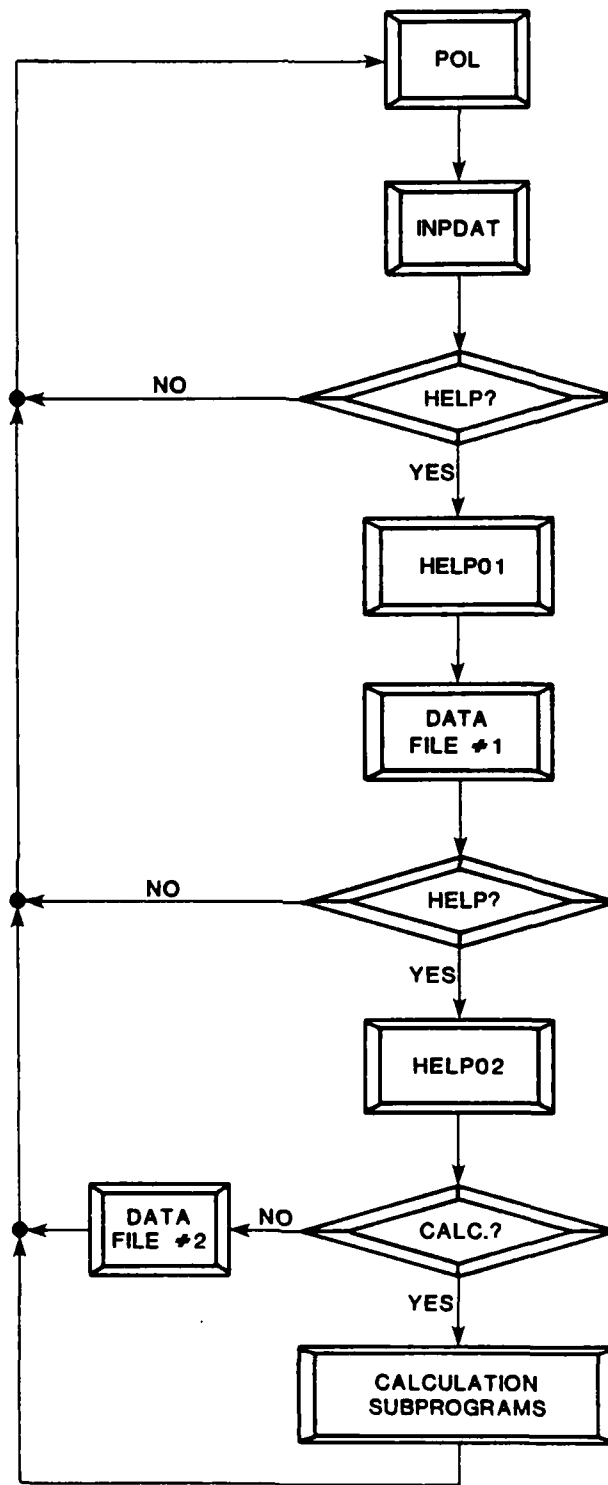 POL
INPDAT
HELP?
NO
YES
HELP01
DATA
FILE #1
HELP?
NO
YES
HELP02
CALC.?
NO
DATA
FILE #2
YES
CALCULATION
SUBPROGRAMS